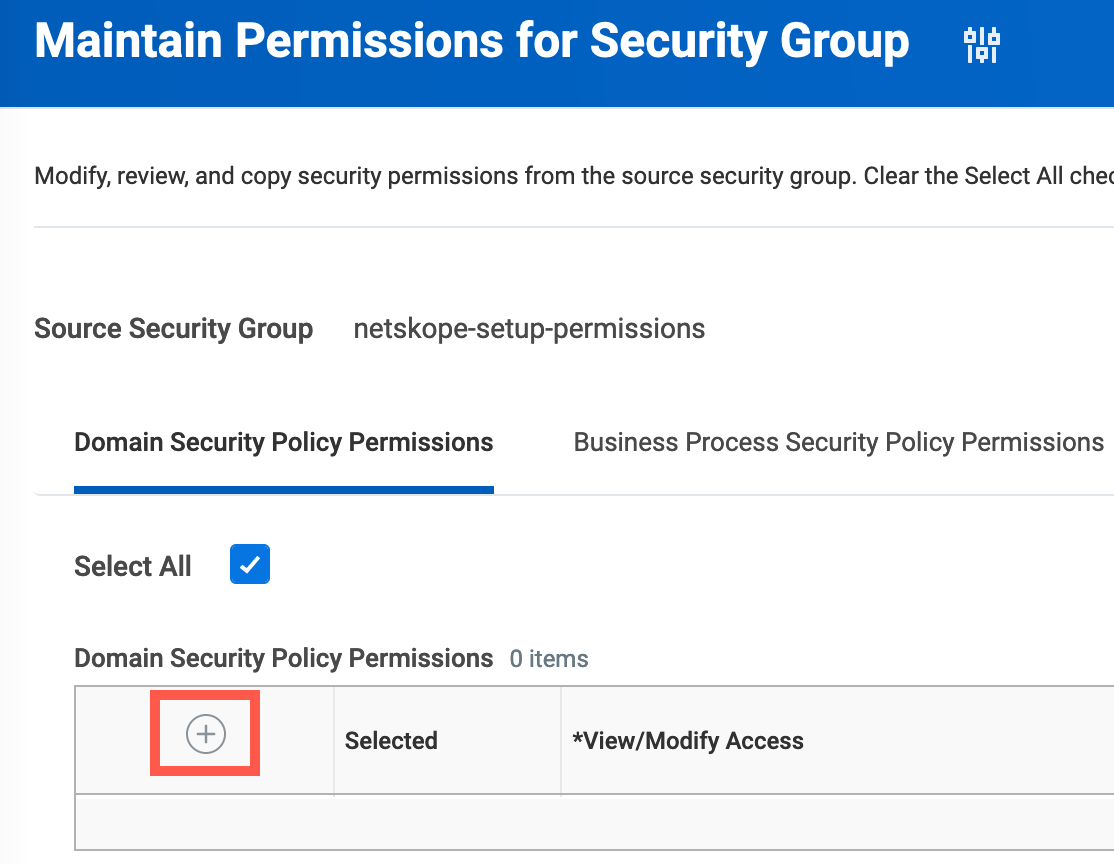 Maintain Permissions for Security Group
Modify, review, and copy security permissions from the source security group. Clear the Select All
Source Security Group netskope-setup-permissions
Domain Security Policy Permissions Business Process Security Policy Permissions
Select All
Domain Security Policy Permissions 0 items
Selected *View/Modify Access